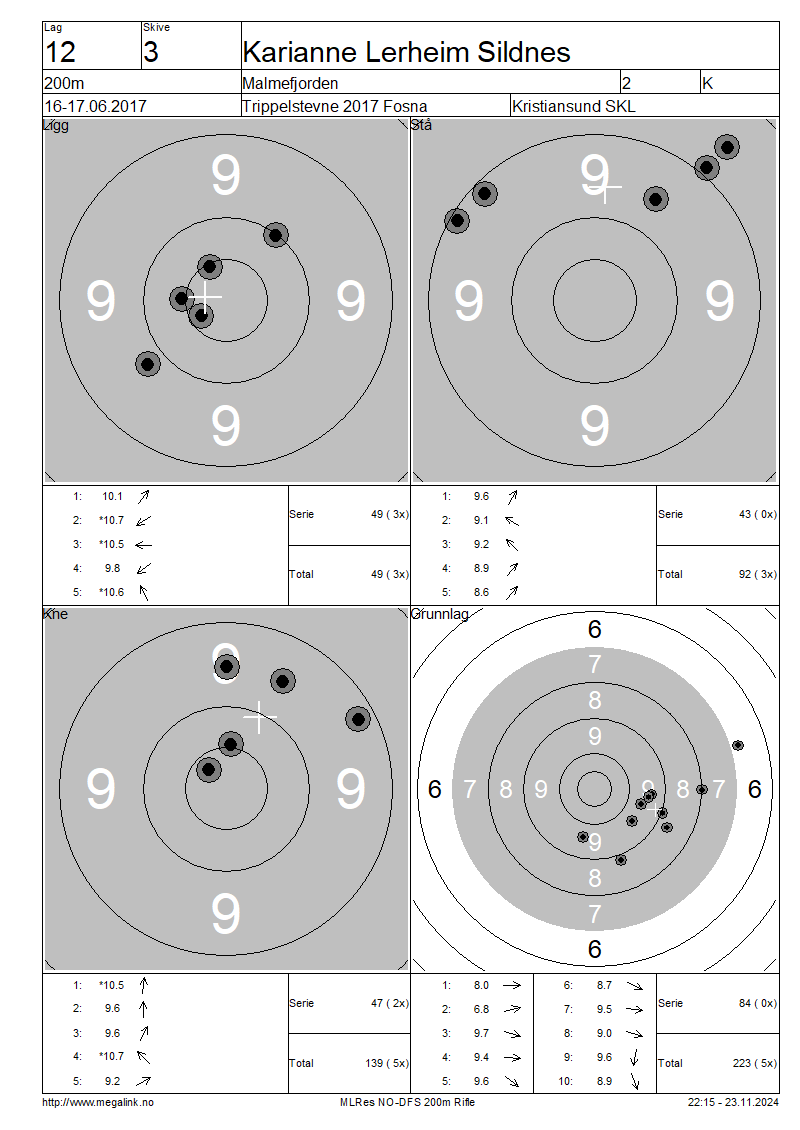 Lag Skive
12 3 Karianne Lerheim Sildnes
200m Malmefjorden 2 K
16-17.06.2017 Trippelstevne 2017 Fosna Kristiansund SKL
Ligg Stå
9 9
9 9 9 9
9 9
1: 10.1
2: *10.7
3: *10.5
4: 9.8
5: *10.6
Serie 49 ( 3x)
Total 49 ( 3x)
1: 9.6
2: 9.1
3: 9.2
4: 8.9
5: 8.6
Serie 43 ( 0x)
Total 92 ( 3x)
Kne Grunnlag
9
9 9
9
6
7
8
9
6 7 8 9 9 8 7 6
9
8
7
6
1: *10.5
2: 9.6
3: 9.6
4: *10.7
5: 9.2
Serie 47 ( 2x)
Total 139 ( 5x)
1: 8.0 6: 8.7
2: 6.8 7: 9.5
3: 9.7 8: 9.0
4: 9.4 9: 9.6
5: 9.6 10: 8.9
Serie 84 ( 0x)
Total 223 ( 5x)
http://www.megalink.no MLRes NO-DFS 200m Rifle 22:15 - 23.11.2024